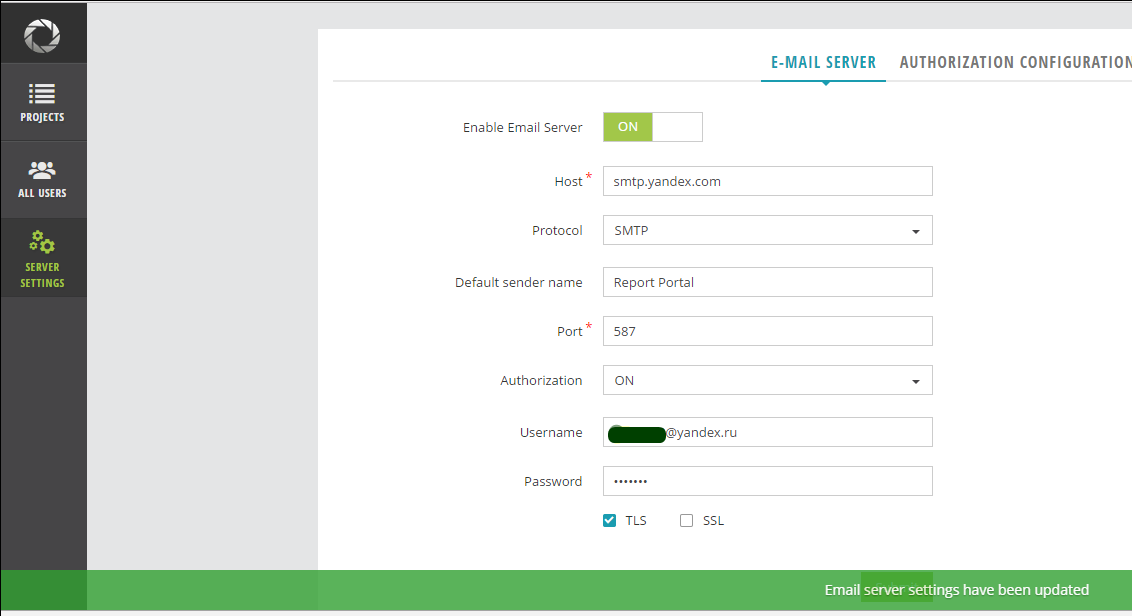 E-MAIL SERVER
AUTHORIZATION CONFIGURATION
PROJECTS
ALL USERS
SERVER
SETTINGS
Enable Email Server
ON
Host *
smtp.yandex.com
Protocol
SMTP
Default sender name
Report Portal
Port *
587
Authorization
ON
Username
@yandex.ru
Password
•••••••
TLS
SSL
Email server settings have been updated